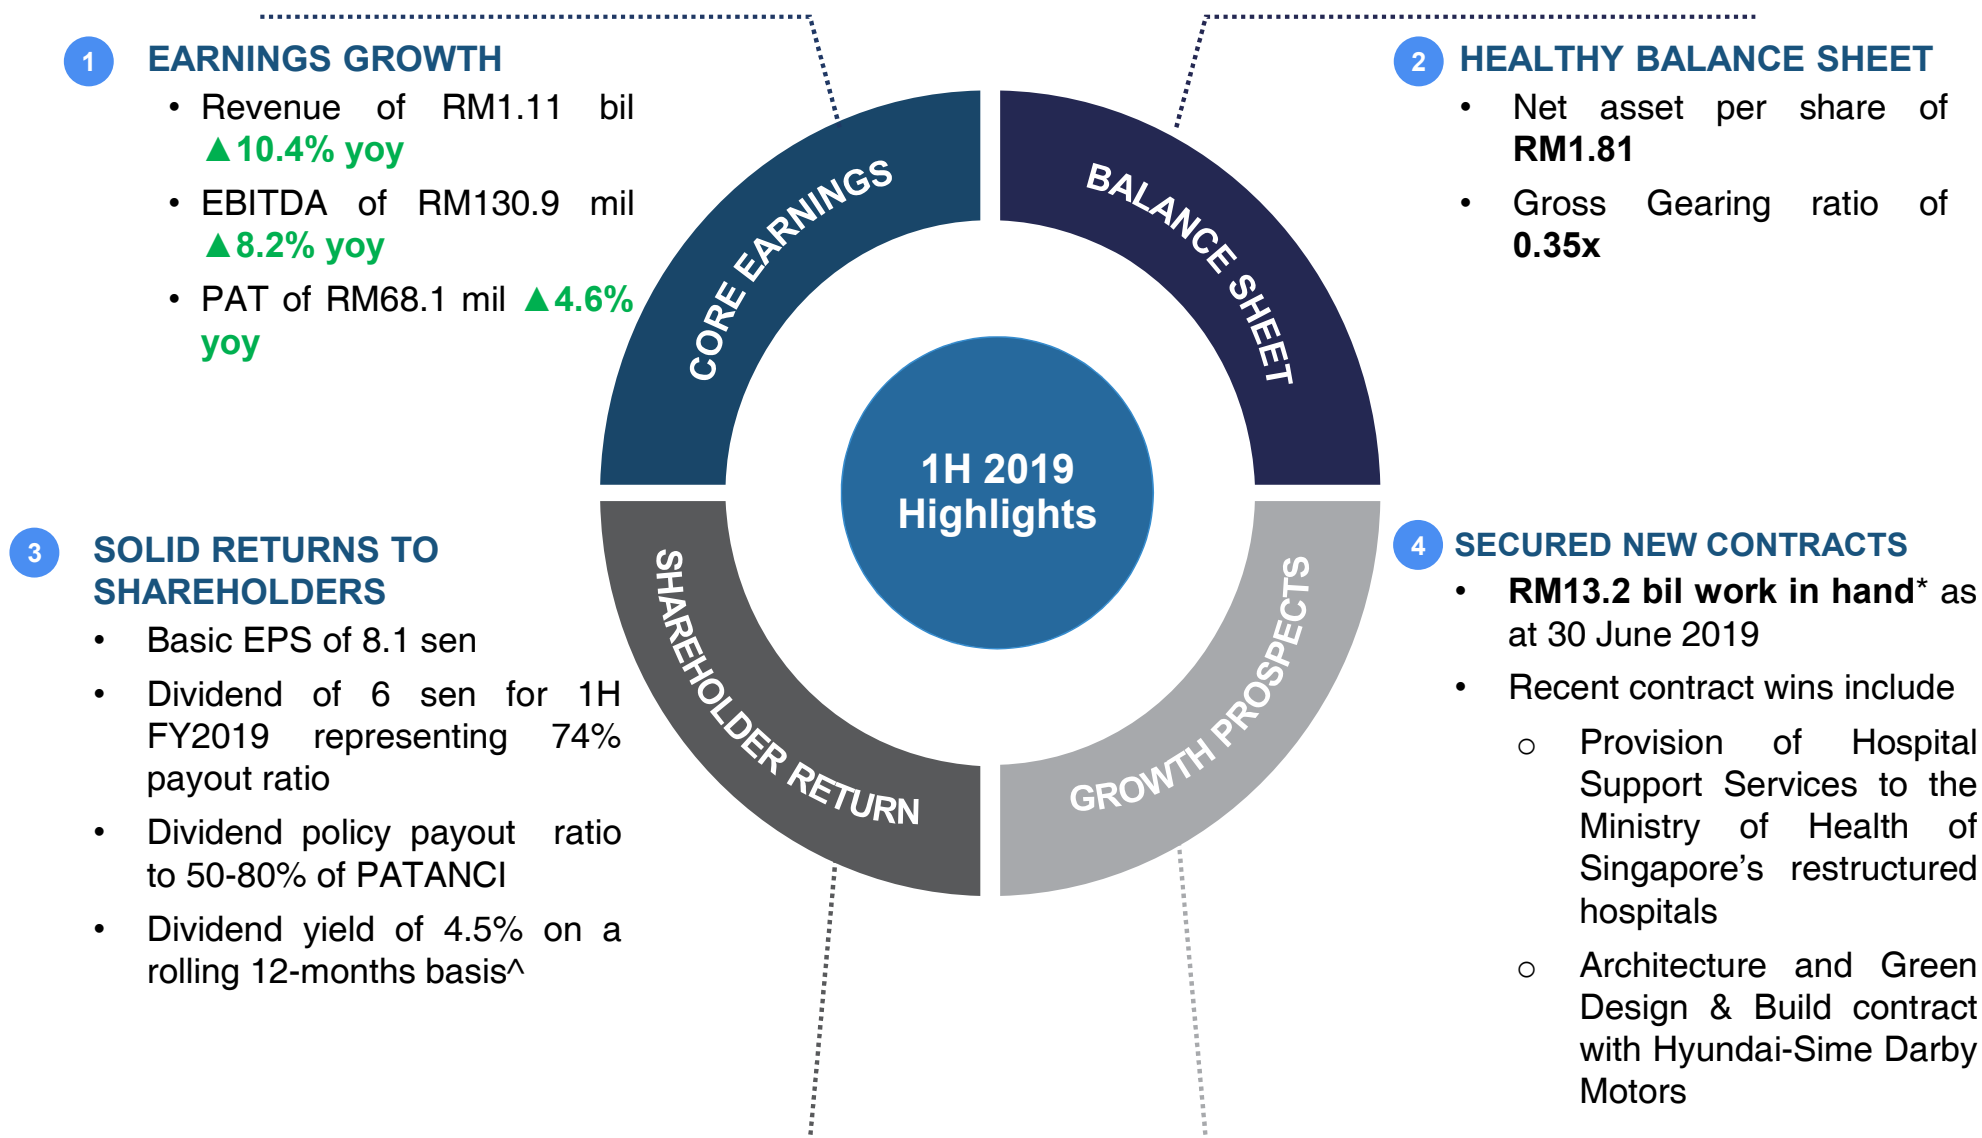 1
EARNINGS GROWTH
• Revenue of RM1.11 bil
▲10.4% yoy
• EBITDA of RM130.9 mil
▲8.2% yoy
• PAT of RM68.1 mil ▲4.6%
yoy
2
HEALTHY BALANCE SHEET
• Net asset per share of
RM1.81
• Gross Gearing ratio of
0.35x
CORE EARNINGS
BALANCE SHEET
1H 2019
Highlights
SHAREHOLDER RETURN
GROWTH PROSPECTS
3
SOLID RETURNS TO
SHAREHOLDERS
• Basic EPS of 8.1 sen
• Dividend of 6 sen for 1H
FY2019 representing 74%
payout ratio
• Dividend policy payout ratio
to 50-80% of PATANCI
• Dividend yield of 4.5% on a
rolling 12-months basis^
4
SECURED NEW CONTRACTS
• RM13.2 bil work in hand* as
at 30 June 2019
• Recent contract wins include
o Provision of Hospital
Support Services to the
Ministry of Health of
Singapore’s restructured
hospitals
o Architecture and Green
Design & Build contract
with Hyundai-Sime Darby
Motors